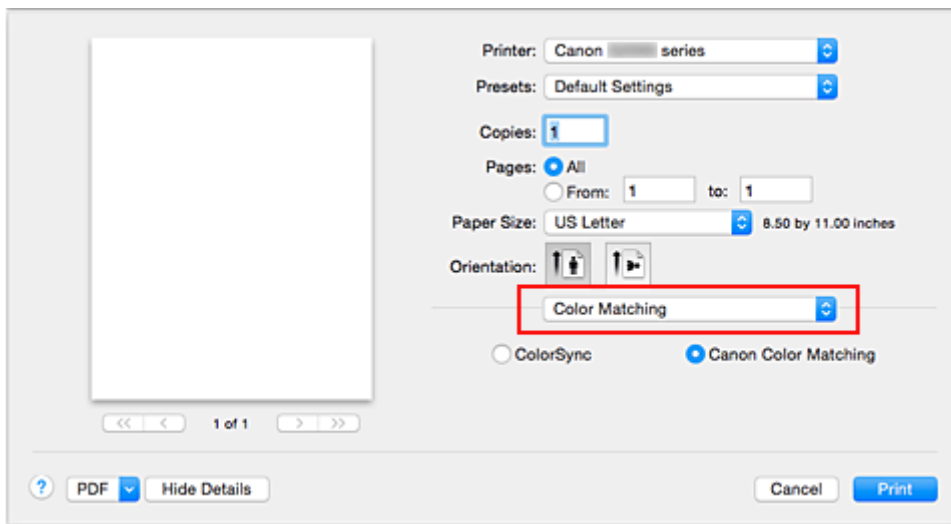 Printer: Canon series
Presets: Default Settings
Copies: 1
Pages: All
From: 1 to: 1
Paper Size: US Letter 8.50 by 11.00 inches
Orientation:
Color Matching
ColorSync Canon Color Matching
<< < 1 of 1 > >>
? PDF Hide Details Cancel Print